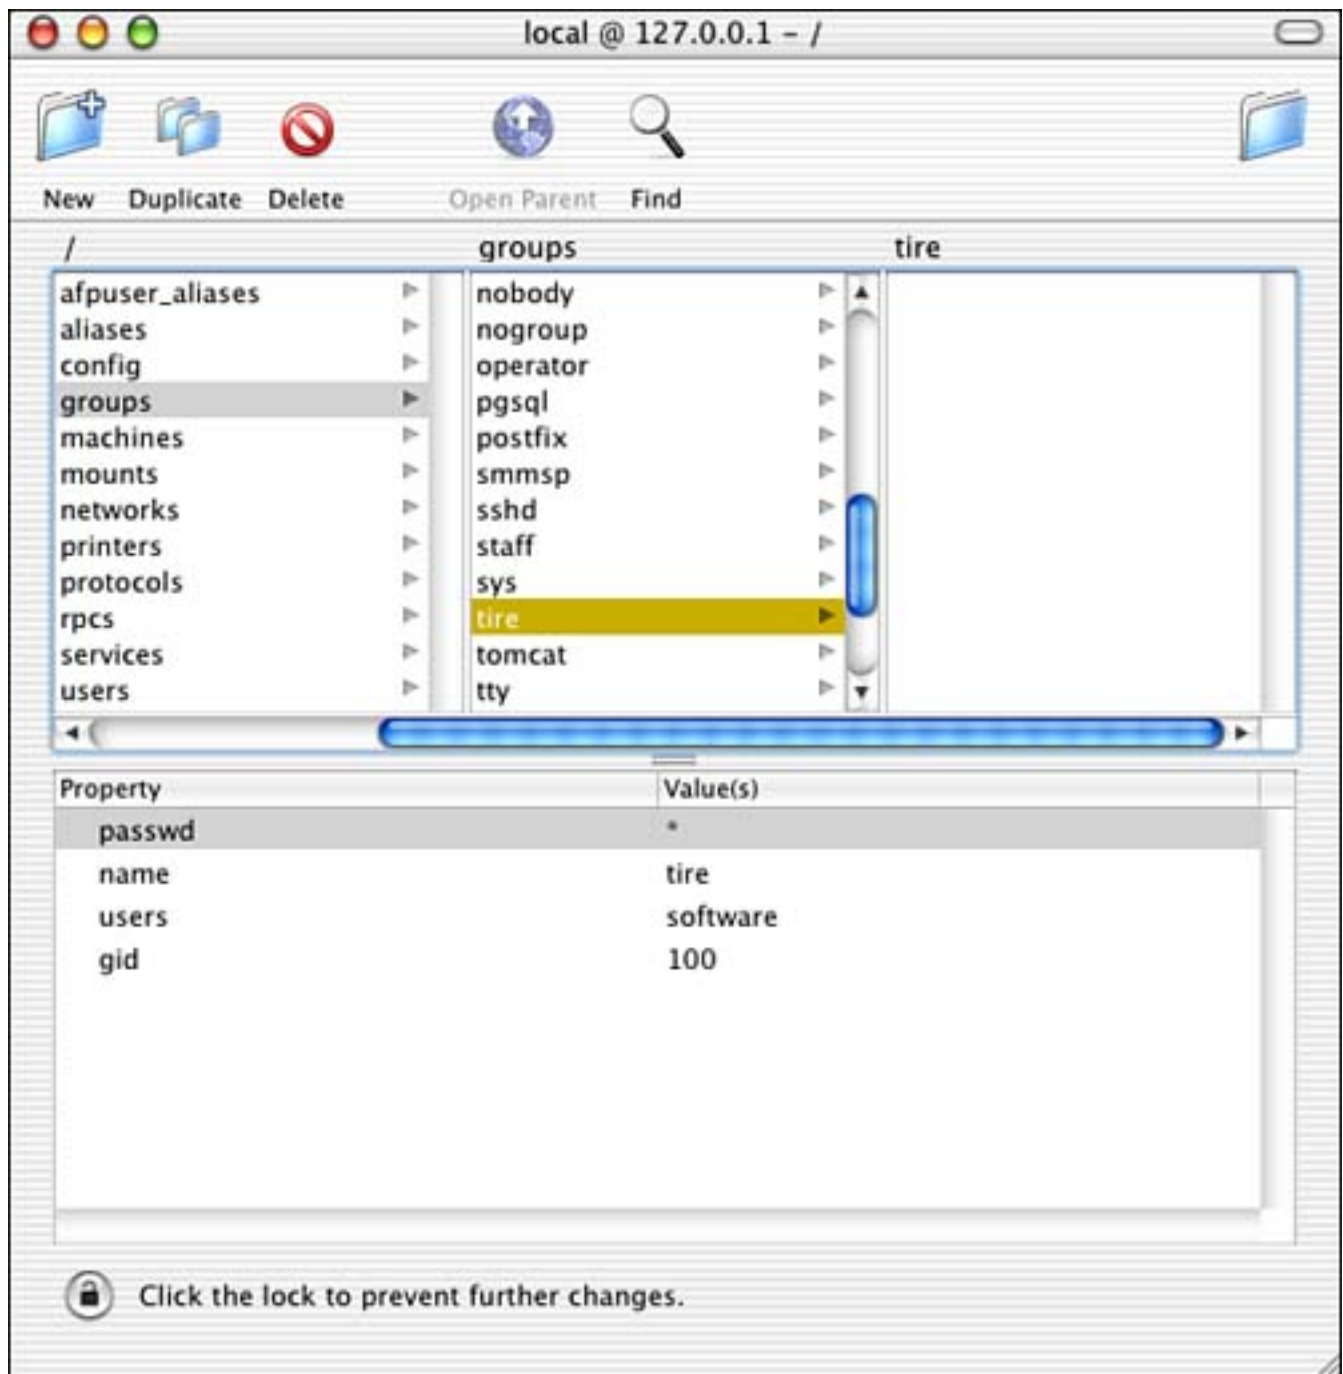 local @ 127.0.0.1 – /
New Duplicate Delete Open Parent Find
/ groups tire
afpuser_aliases nobody
aliases nogroup
config operator
groups pgsql
machines postfix
mounts smmsp
networks sshd
printers staff
protocols sys
rpcs tire
services tomcat
users tty
Property Value(s)
passwd *
name tire
users software
gid 100
Click the lock to prevent further changes.